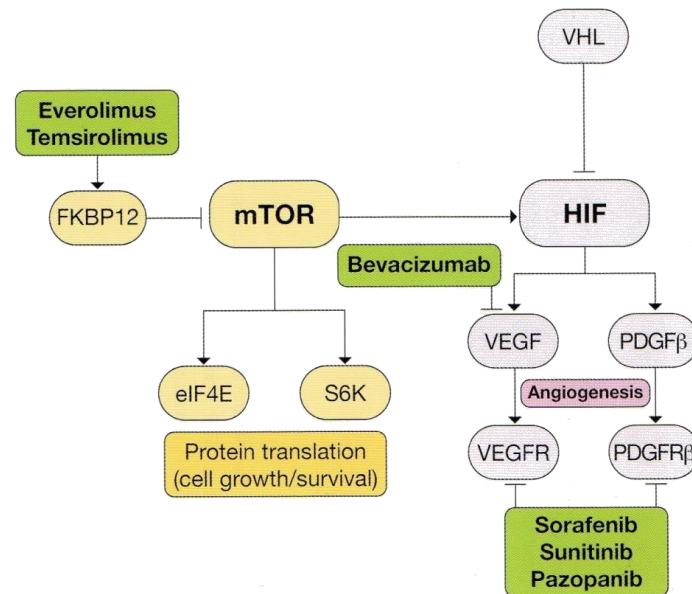 VHL
Everolimus
Temsirolimus
FKBP12
mTOR
HIF
Bevacizumab
VEGF
PDGFβ
eIF4E
S6K
Angiogenesis
Protein translation
(cell growth/survival)
VEGFR
PDGFRβ
Sorafenib
Sunitinib
Pazopanib